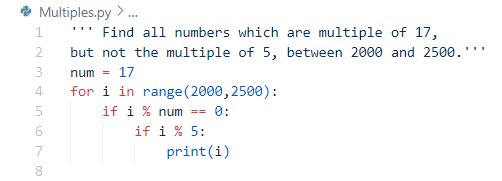 Multiples.py > ...
1 ''' Find all numbers which are multiple of 17,
2 but not the multiple of 5, between 2000 and 2500.'''
3 num = 17
4 for i in range(2000,2500):
5     if i % num == 0:
6         if i % 5:
7             print(i)
8